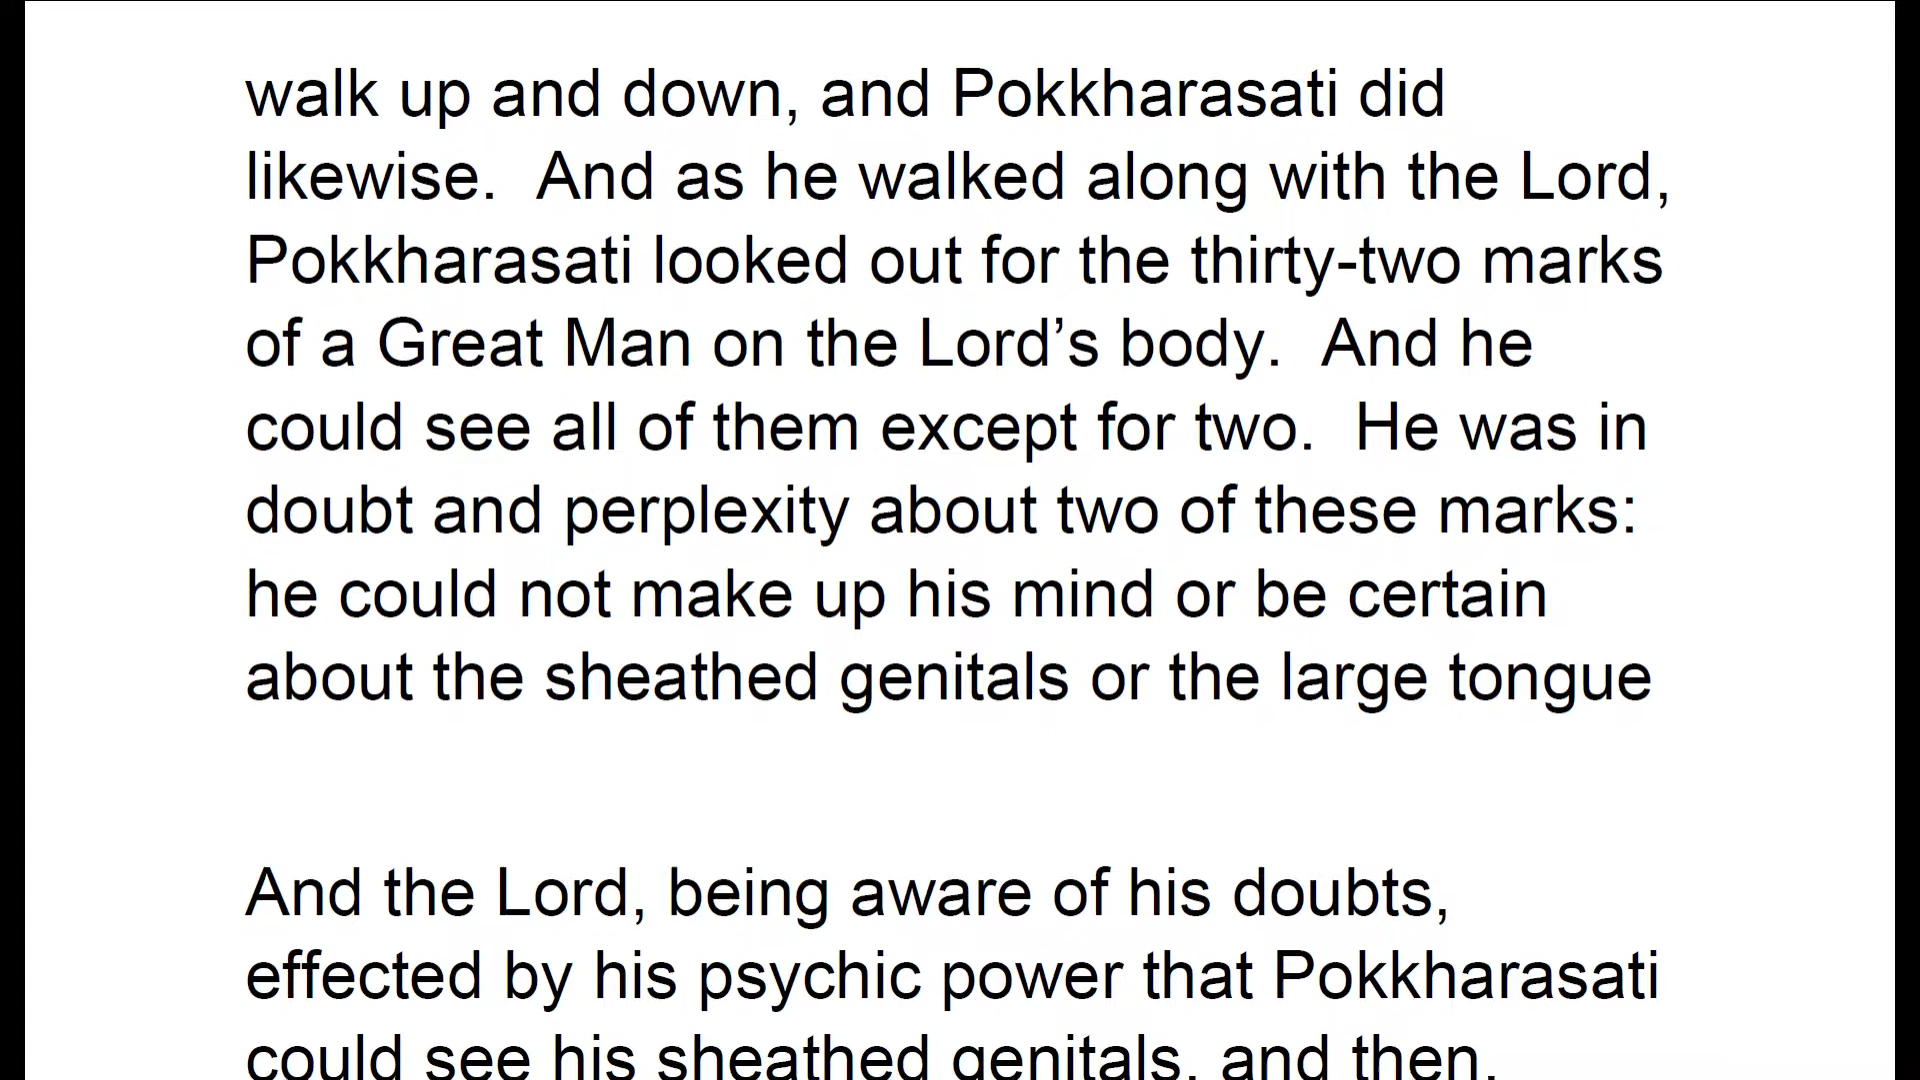 walk up and down, and Pokkharasati did
likewise.  And as he walked along with the Lord,
Pokkharasati looked out for the thirty-two marks
of a Great Man on the Lord’s body.  And he
could see all of them except for two.  He was in
doubt and perplexity about two of these marks:
he could not make up his mind or be certain
about the sheathed genitals or the large tongue
And the Lord, being aware of his doubts,
effected by his psychic power that Pokkharasati
could see his sheathed genitals, and then,